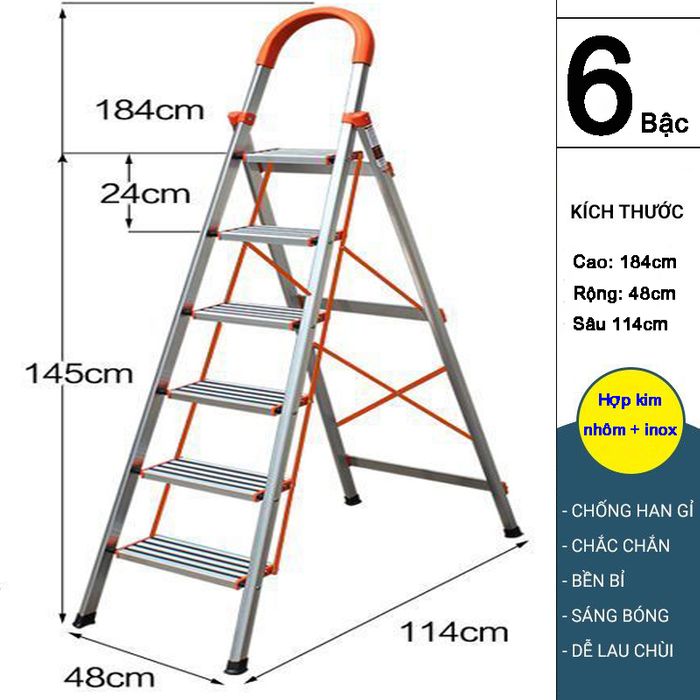 184cm
24cm
145cm
48cm
114cm
6 Bậc
KÍCH THƯỚC
Cao: 184cm
Rộng: 48cm
Sâu 114cm
Hợp kim
nhôm + inox
- CHỐNG HAN GỈ
- CHẮC CHẮN
- BỀN BỈ
- SÁNG BÓNG
- DỄ LAU CHÙI